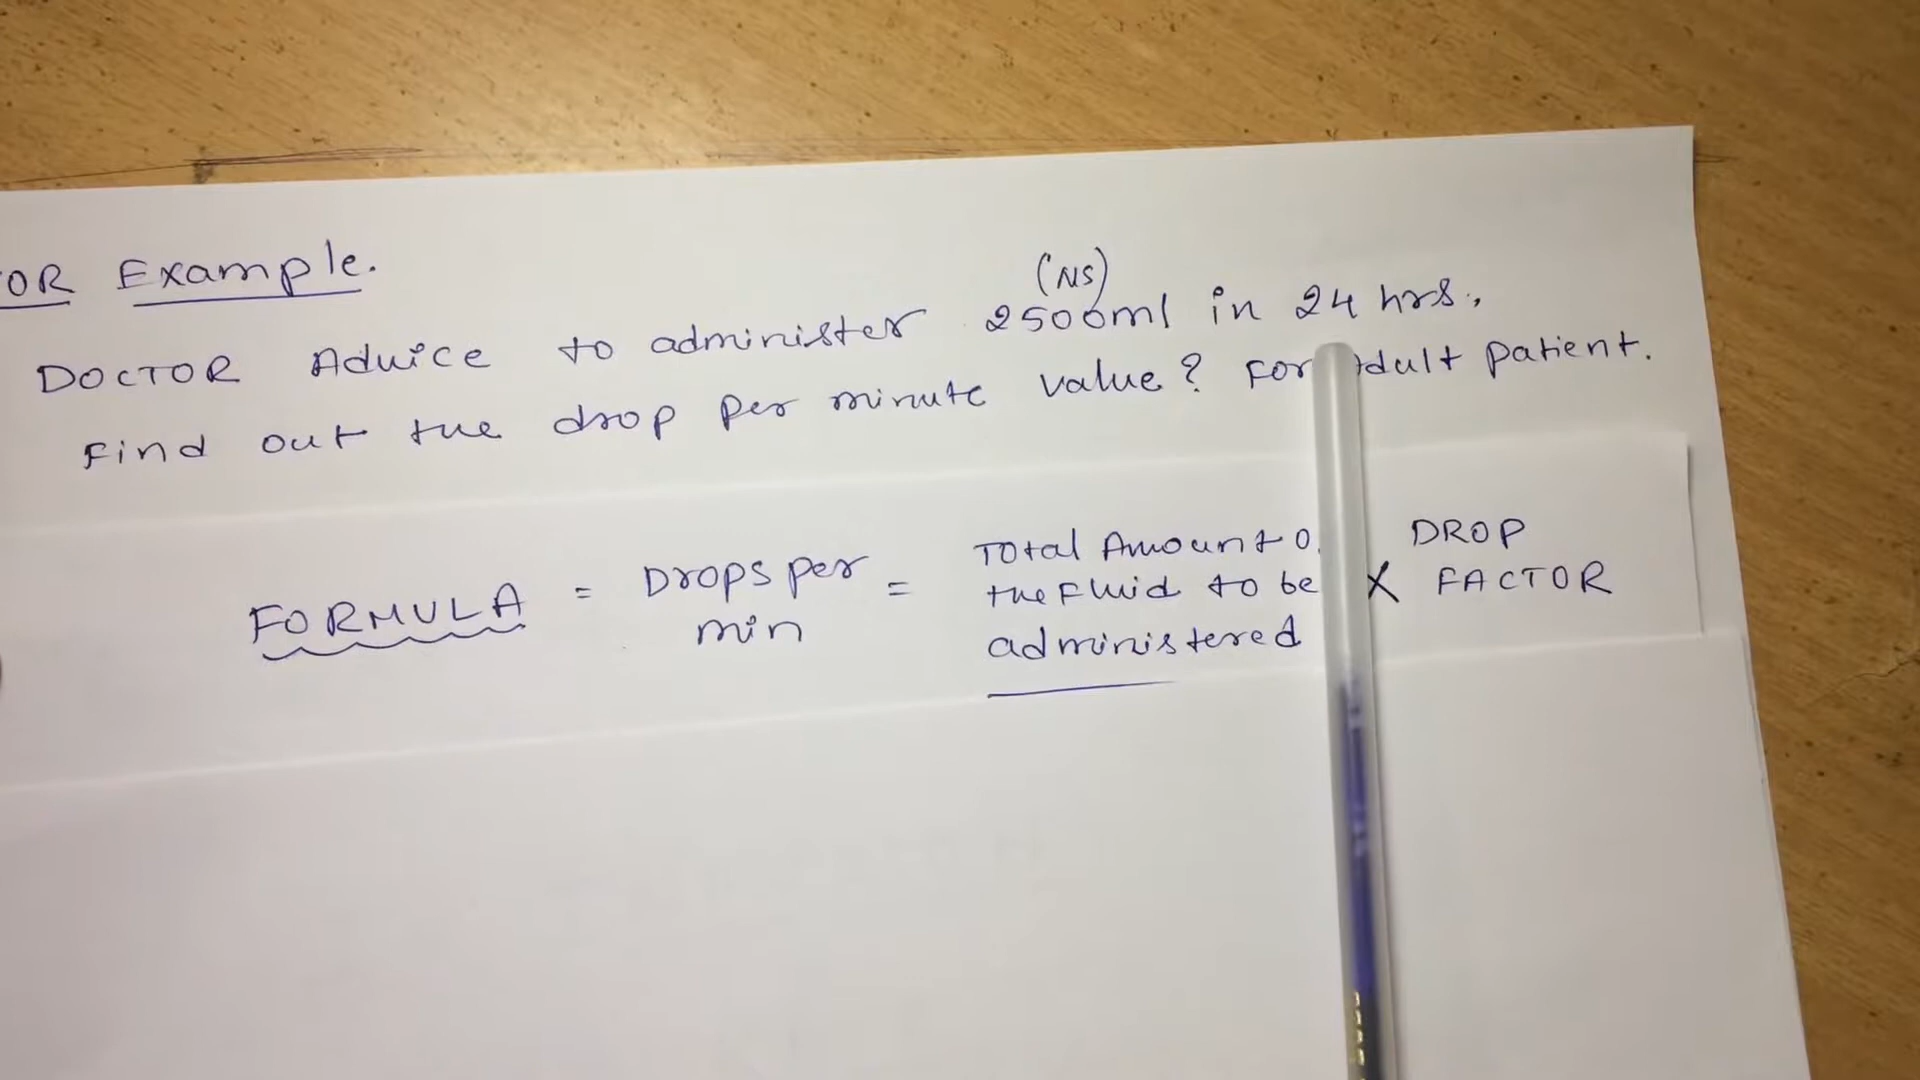 OR Example.
(NS)
DOCTOR Advice to administer 2500ml in 24 hrs.
Find out the drop per minute value? For Adult patient.
FORMULA = Drops per min = Total Amount o the Fluid to be administered X DROP FACTOR